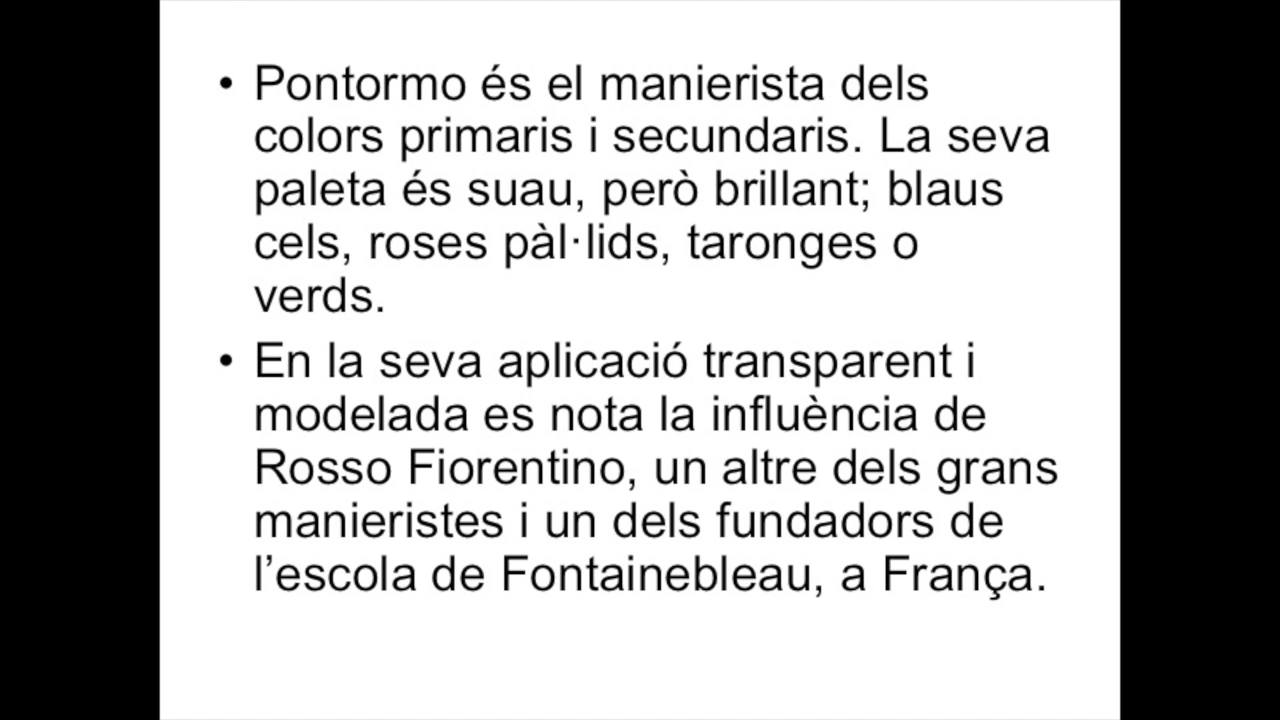 • Pontormo és el manierista dels
colors primaris i secundaris. La seva
paleta és suau, però brillant; blaus
cels, roses pàl·lids, taronges o
verds.
• En la seva aplicació transparent i
modelada es nota la influència de
Rosso Fiorentino, un altre dels grans
manieristes i un dels fundadors de
l’escola de Fontainebleau, a França.